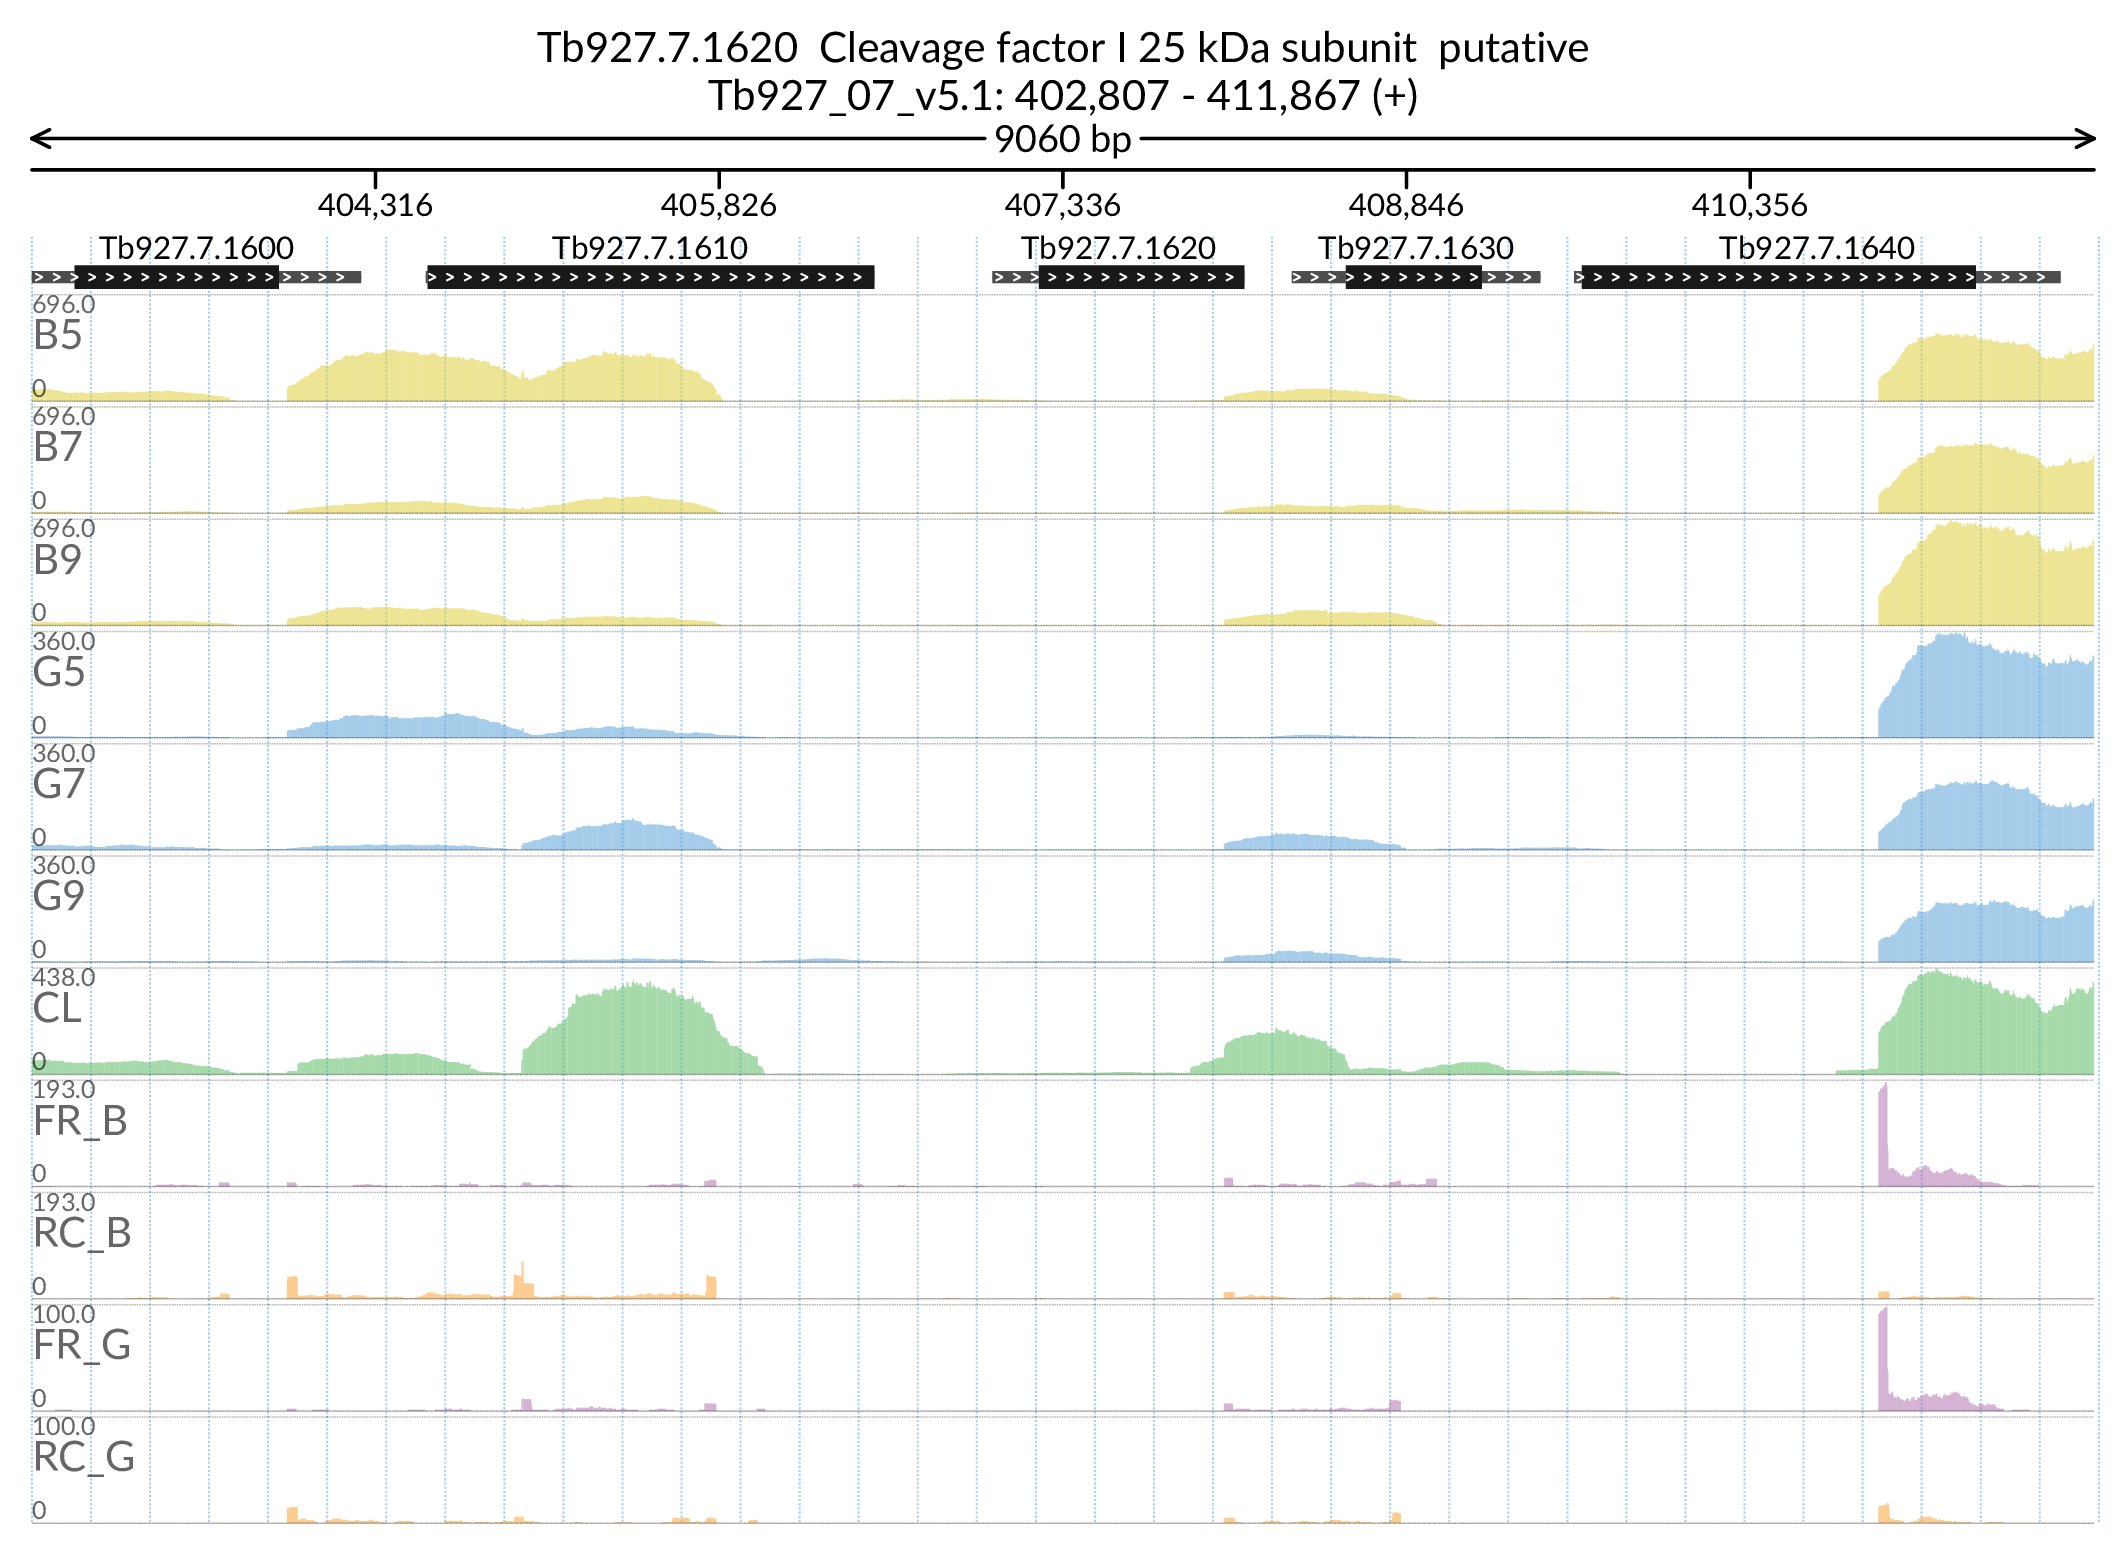 Tb927.7.1620  Cleavage factor I 25 kDa subunit  putative
Tb927_07_v5.1: 402,807 - 411,867 (+)
9060 bp
404,316 405,826 407,336 408,846 410,356
Tb927.7.1600 Tb927.7.1610 Tb927.7.1620 Tb927.7.1630 Tb927.7.1640
696.0
B5
0
696.0
B7
0
696.0
B9
0
360.0
G5
0
360.0
G7
0
360.0
G9
0
438.0
CL
0
193.0
FR_B
0
193.0
RC_B
0
100.0
FR_G
0
100.0
RC_G
0